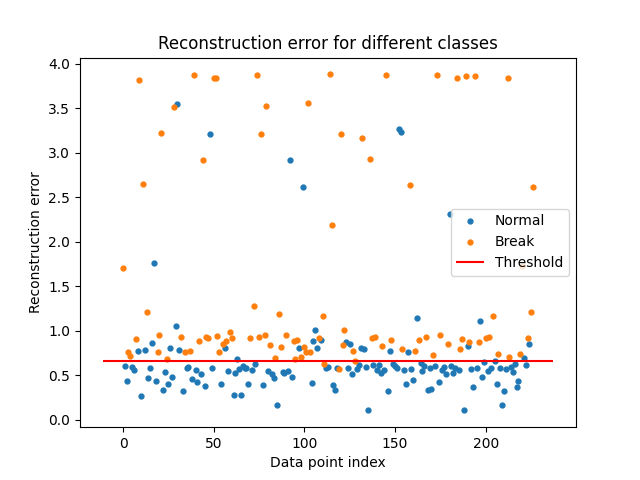 Reconstruction error for different classes
4.0
3.5
3.0
2.5
2.0
1.5
1.0
0.5
0.0
Reconstruction error
Normal
Break
Threshold
0 50 100 150 200
Data point index